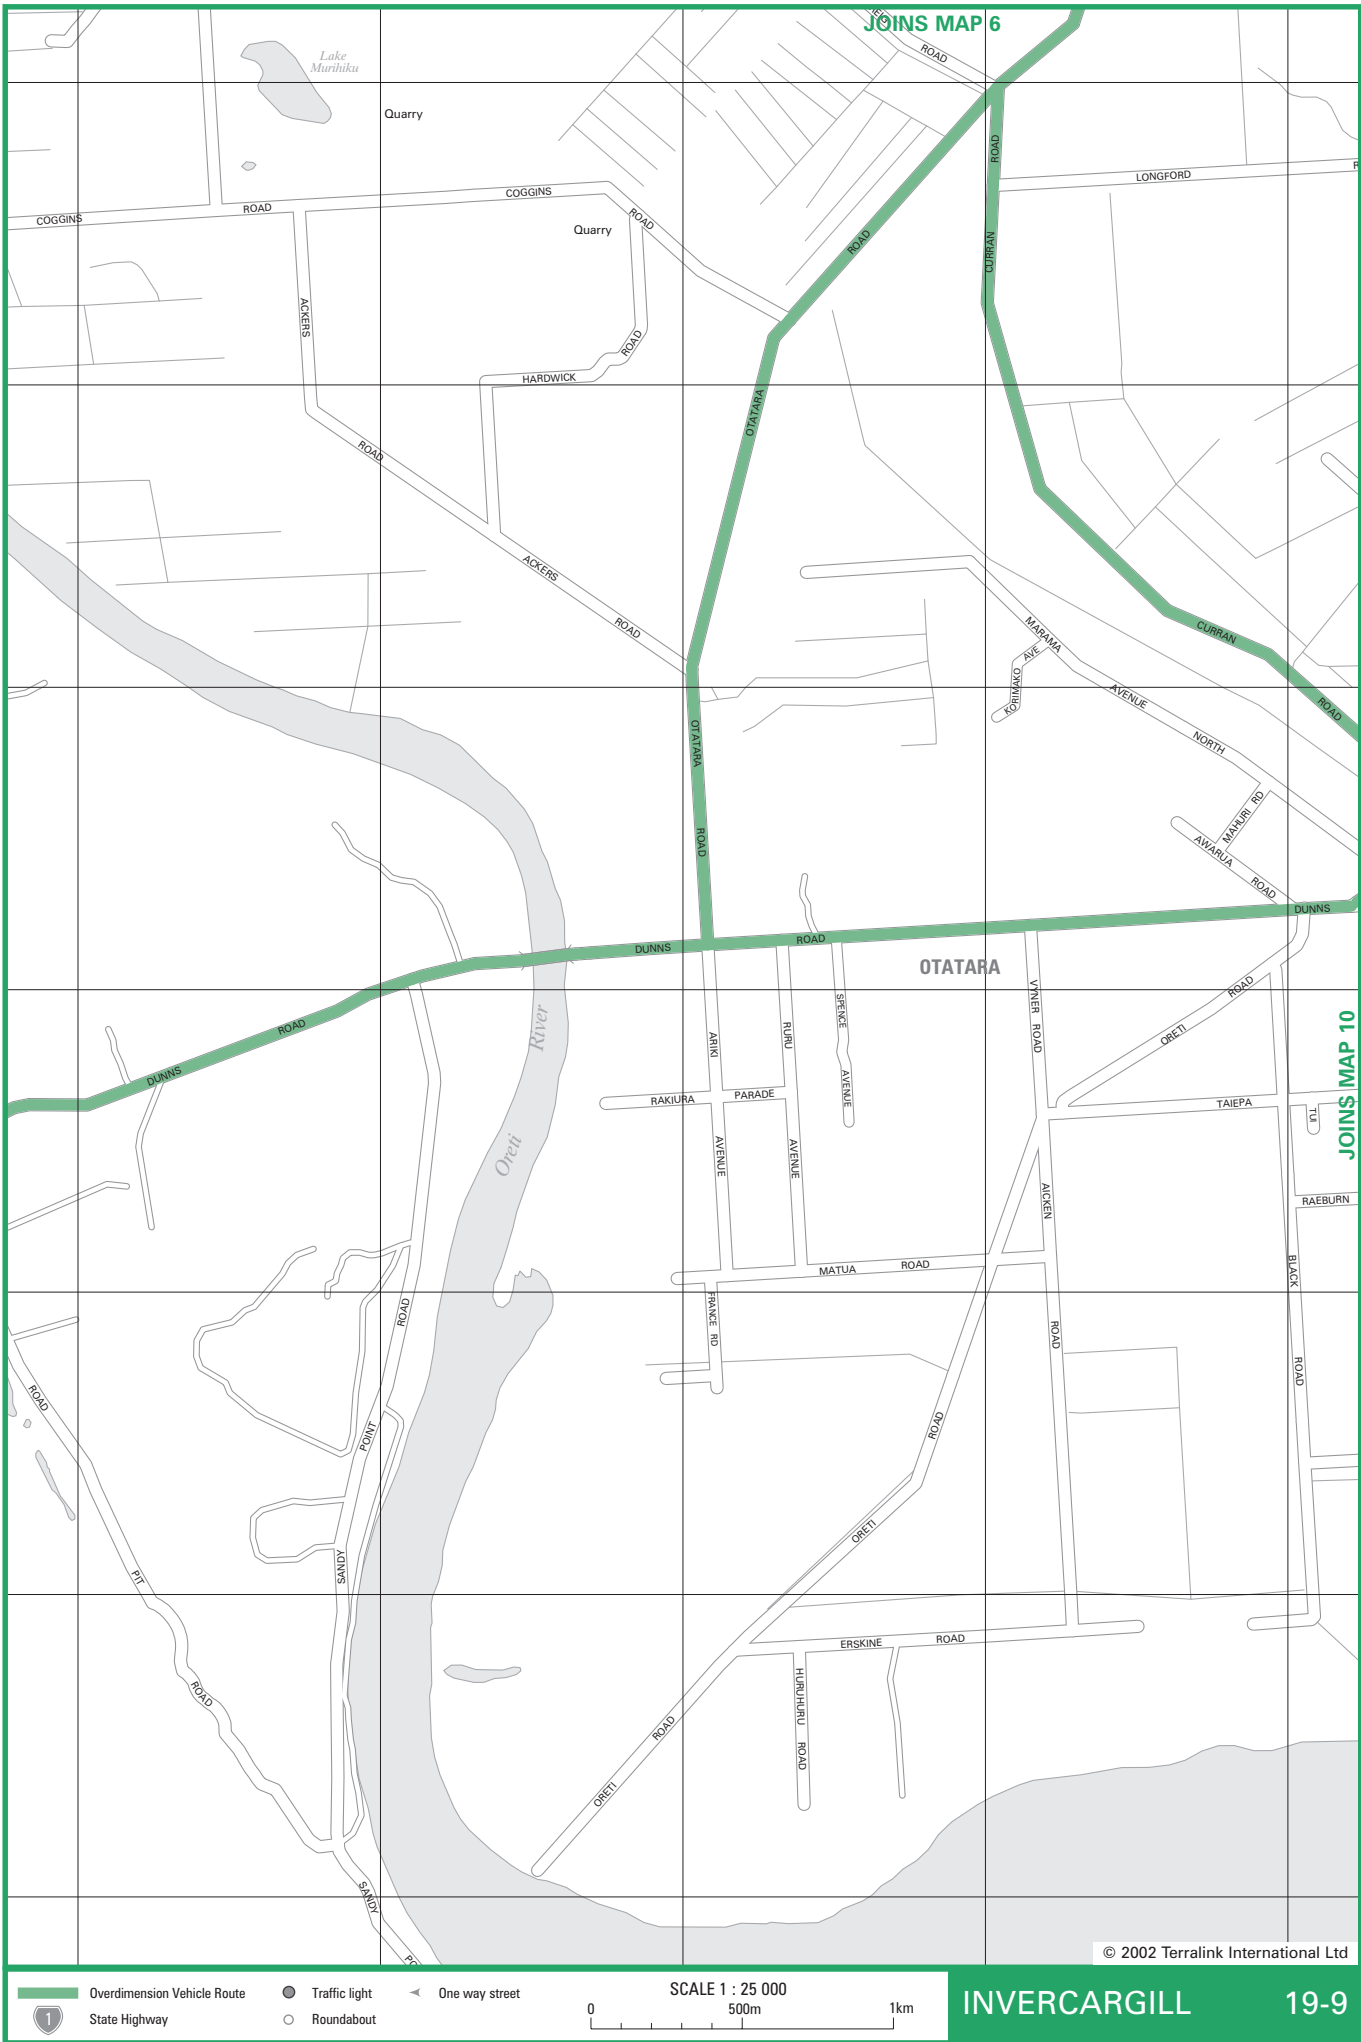 JOINS MAP 6
ROAD
Lake
Murihiku
Quarry
ROAD
LONGFORD
COGGINS
ROAD
COGGINS
ROAD
Quarry
ROAD
CURRAN
ACKERS
ROAD
HARDWICK
OTATARA
ROAD
ACKERS
ROAD
MARAMA
AVE
KORIMAKO
CURRAN
AVENUE
ROAD
OTATARA
NORTH
MAHURI RD
ROAD
AWARUA
ROAD
DUNNS
DUNNS
ROAD
OTATARA
ROAD
DUNNS
River
Oreti
ARIKI
RURU
SPENCE
VYNER ROAD
ROAD
ORETI
JOINS MAP 10
RAKIURA
PARADE
AVENUE
TAIEPA
TUI
AVENUE
AVENUE
AICKEN
RAEBURN
MATUA
ROAD
BLACK
FRANCE RD
ROAD
ROAD
ROAD
ROAD
POINT
ROAD
ORETI
SANDY
PIT
ERSKINE
ROAD
ROAD
HURUHURU ROAD
ROAD
ORETI
SANDY
© 2002 Terralink International Ltd
Overdimension Vehicle Route
Traffic light
One way street
1
State Highway
Roundabout
SCALE 1 : 25 000
0
500m
1km
INVERCARGILL
19-9